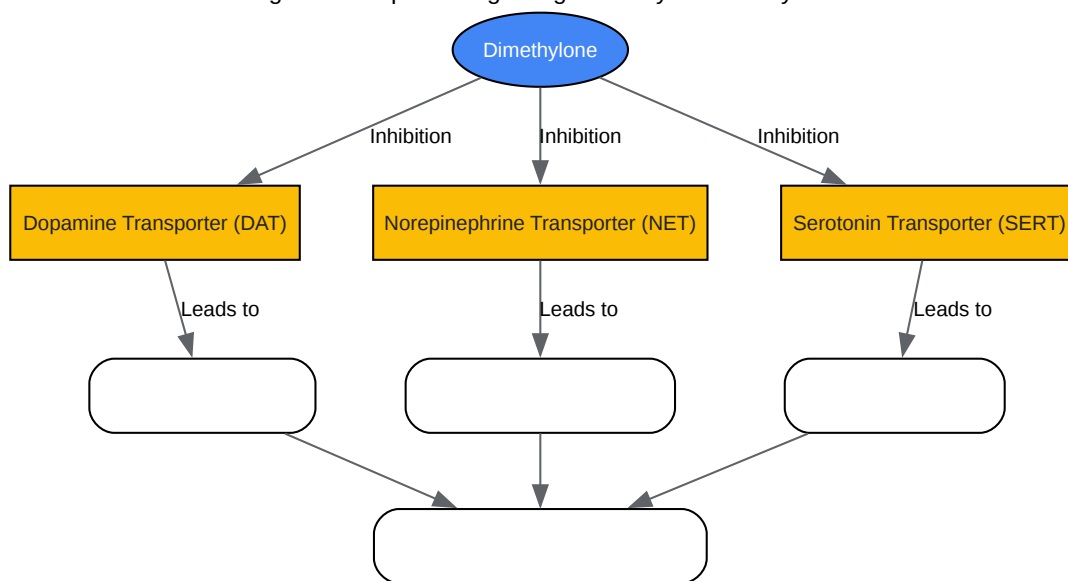 Dimethylone
Inhibition
Inhibition
Inhibition
Dopamine Transporter (DAT)
Norepinephrine Transporter (NET)
Serotonin Transporter (SERT)
Leads to
Leads to
Leads to